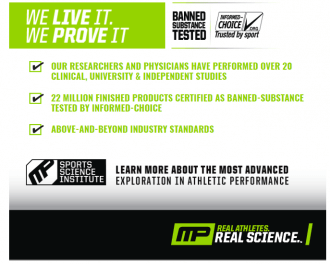 WE LIVE IT.
WE PROVE IT
BANNED
SUBSTANCE
TESTED
INFORMED-
CHOICE
.ORG
Trusted by sport
OUR RESEARCHERS AND PHYSICIANS HAVE PERFORMED OVER 20
CLINICAL, UNIVERSITY & INDEPENDENT STUDIES
22 MILLION FINISHED PRODUCTS CERTIFIED AS BANNED-SUBSTANCE
TESTED BY INFORMED-CHOICE
ABOVE-AND-BEYOND INDUSTRY STANDARDS
MP
SPORTS
SCIENCE
INSTITUTE
LEARN MORE ABOUT THE MOST ADVANCED
EXPLORATION IN ATHLETIC PERFORMANCE
MP
REAL ATHLETES.
REAL SCIENCE.